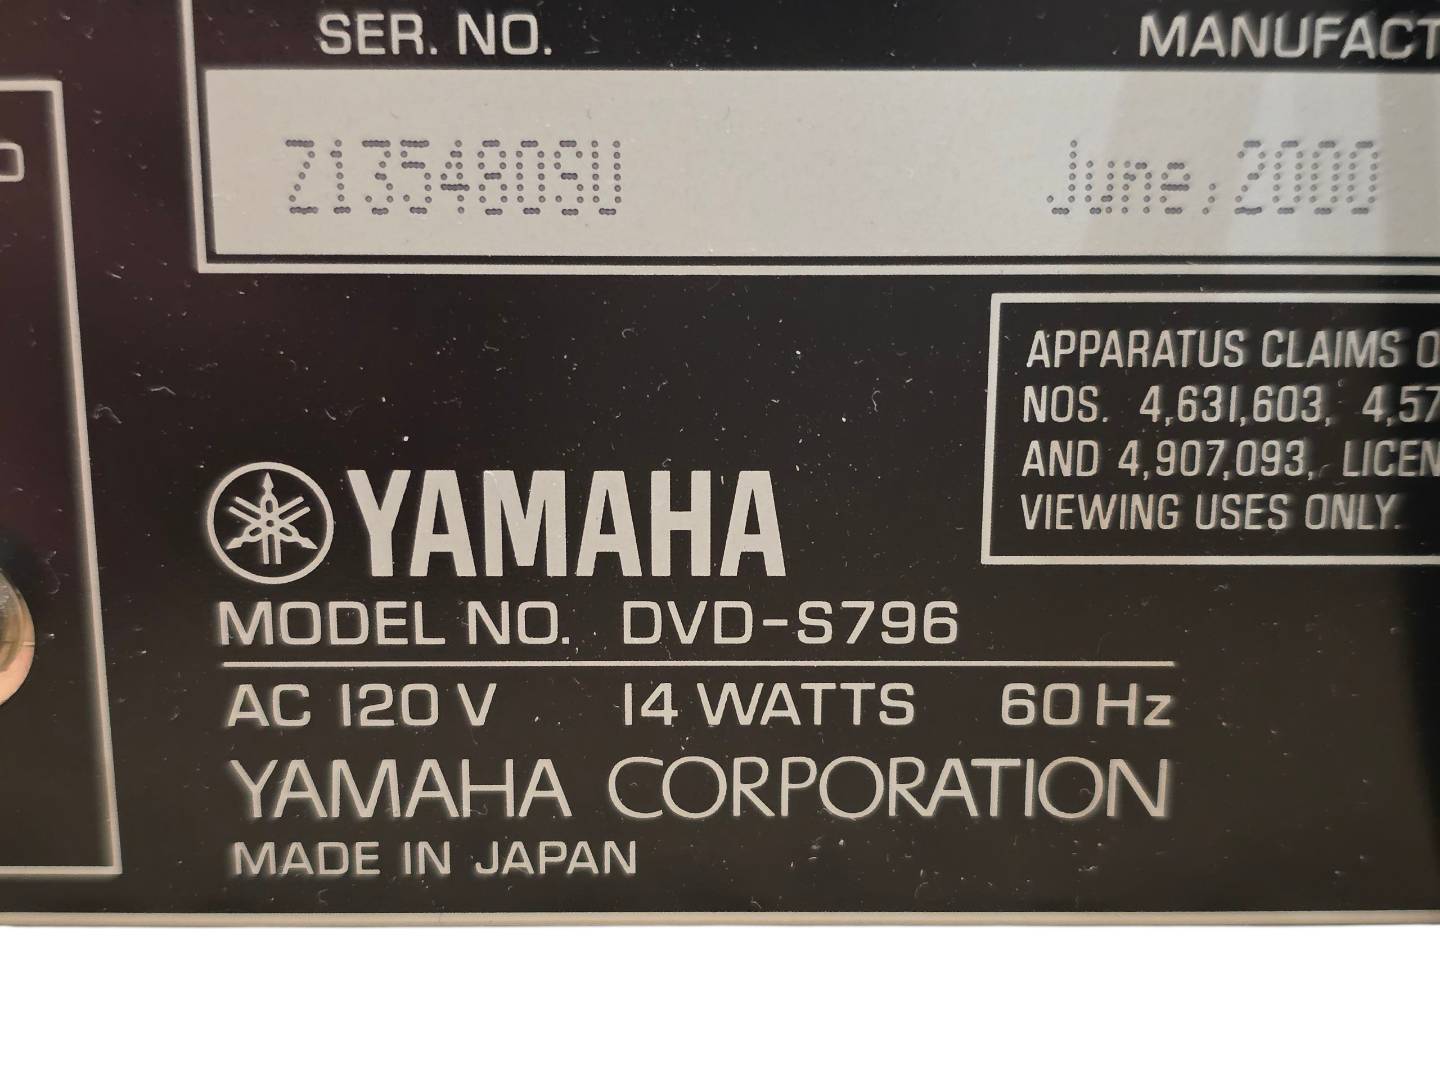 SER. NO. MANUFACT
Z135480SU June,2000
APPARATUS CLAIMS O
NOS. 4,631,603, 4,57
AND 4,907,093, LICEN
VIEWING USES ONLY.
YAMAHA
MODEL NO. DVD-S796
AC 120 V 14 WATTS 60 Hz
YAMAHA CORPORATION
MADE IN JAPAN